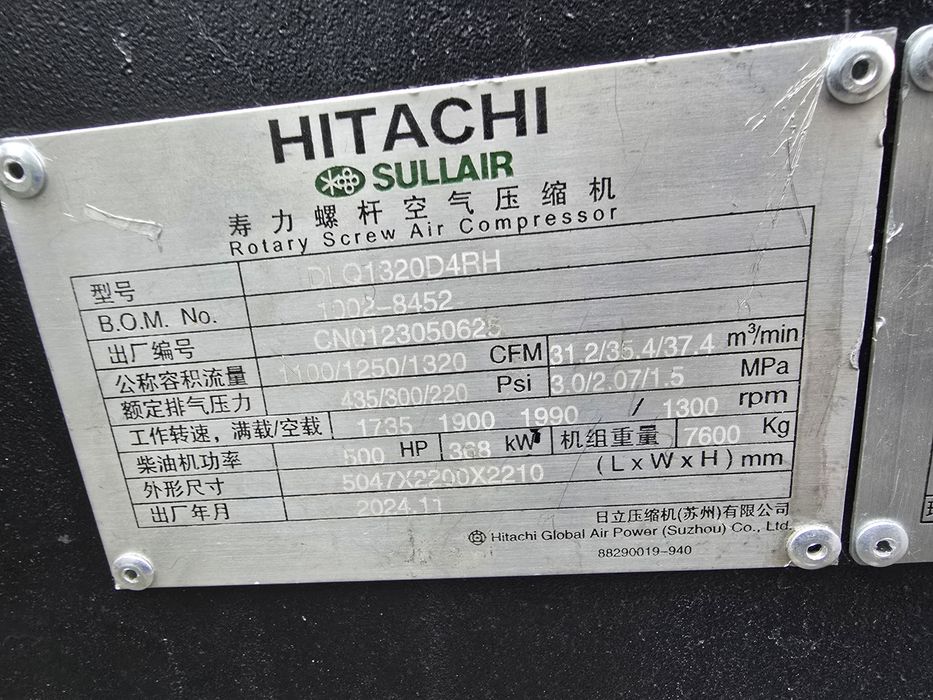 HITACHI
SULLAIR
寿力螺杆空气压缩机
Rotary Screw Air Compressor
型号 DLQ1320D4RH
B.O.M. No. 1002-8452
出厂编号 CN0123050625
公称容积流量 1100/1250/1320 CFM 31.2/35.4/37.4 m³/min
额定排气压力 435/300/220 Psi 3.0/2.07/1.5 MPa
工作转速，满载/空载 1735 1900 1990 / 1300 rpm
柴油机功率 500 HP 368 kW 机组重量 7600 Kg
外形尺寸 5047X2200X2210 (LxWxH) mm
出厂年月 2024.11
日立压缩机(苏州)有限公司
Hitachi Global Air Power (Suzhou) Co., Ltd.
88290019-940